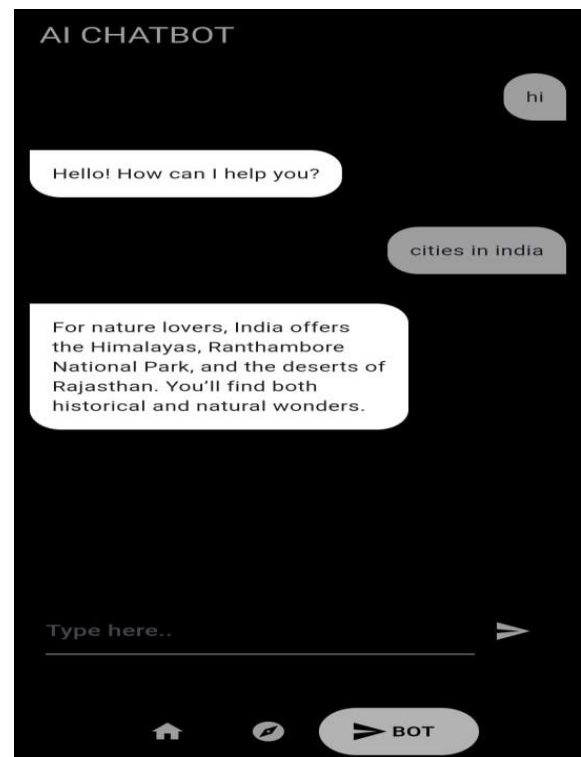 AI CHATBOT
hi
Hello! How can I help you?
cities in india
For nature lovers, India offers
the Himalayas, Ranthambore
National Park, and the deserts of
Rajasthan. You’ll find both
historical and natural wonders.
Type here..
BOT